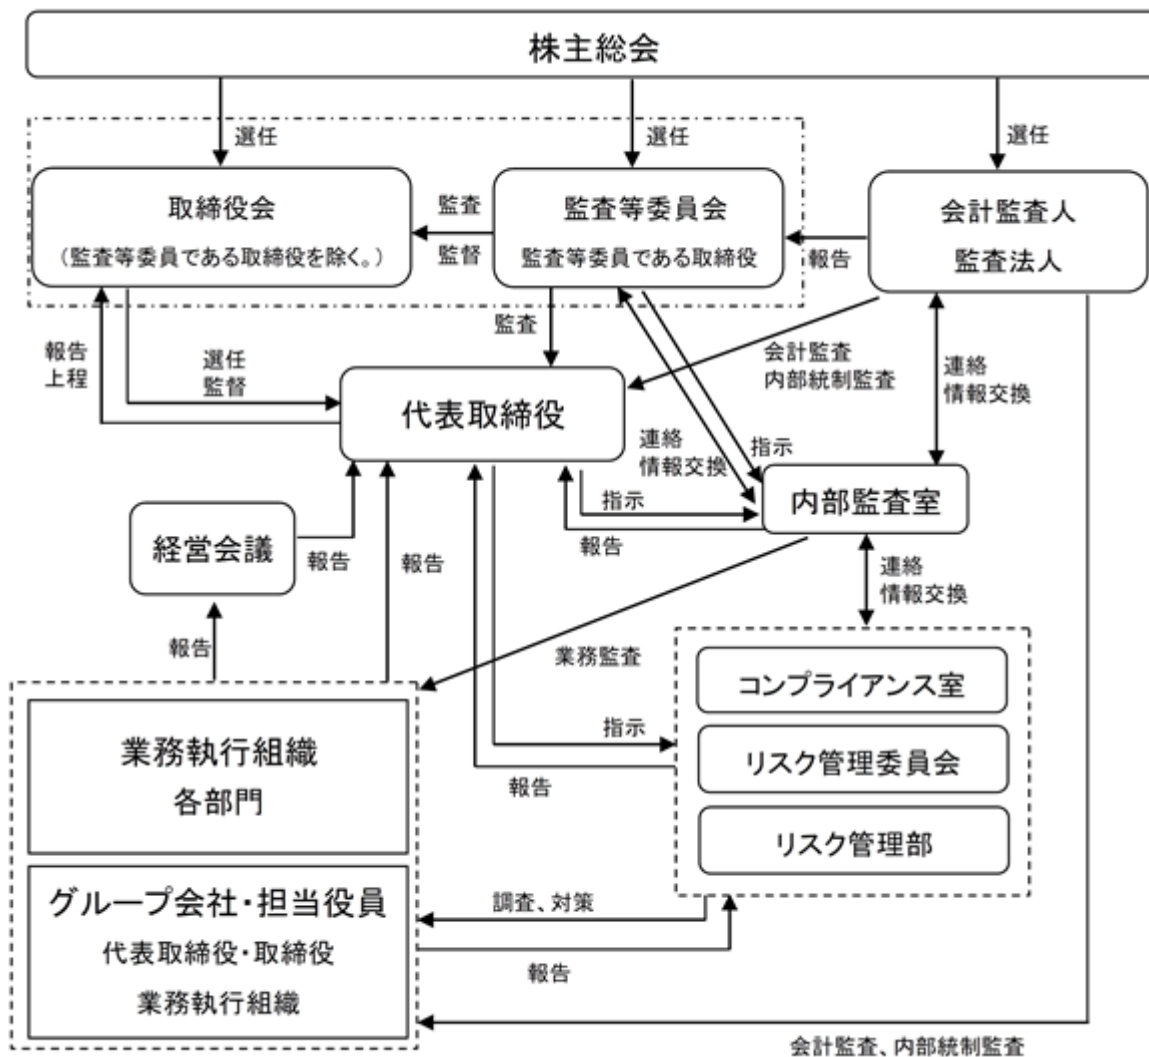 株主総会
選任
選任
選任
取締役会
（監査等委員である取締役を除く。）
監査
監督
監査等委員会
監査等委員である取締役
報告
会計監査人
監査法人
報告
上程
選任
監督
監査
会計監査
内部統制監査
連絡
情報交換
代表取締役
連絡
情報交換
指示
指示
報告
内部監査室
経営会議
報告
報告
連絡
情報交換
報告
業務監査
コンプライアンス室
リスク管理委員会
リスク管理部
指示
報告
業務執行組織
各部門
グループ会社・担当役員
代表取締役・取締役
業務執行組織
調査、対策
報告
会計監査、内部統制監査